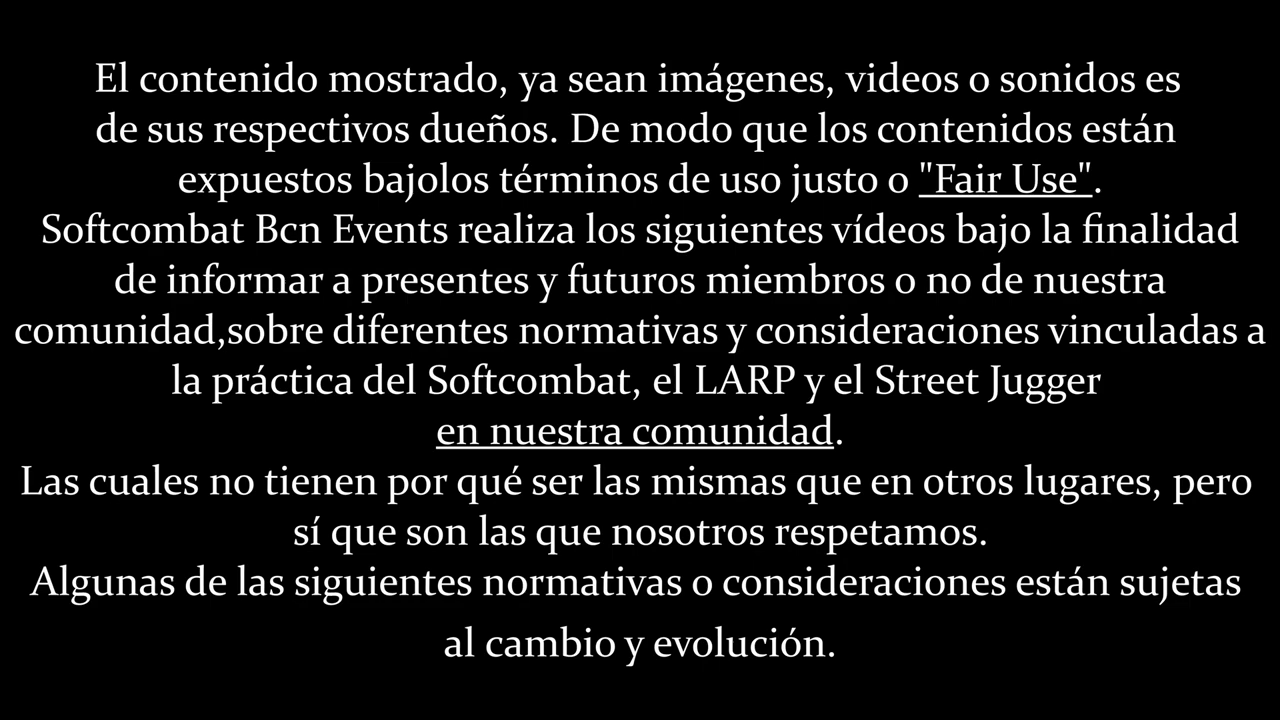 El contenido mostrado, ya sean imágenes, videos o sonidos es
de sus respectivos dueños. De modo que los contenidos están
expuestos bajolos términos de uso justo o "Fair Use".
Softcombat Bcn Events realiza los siguientes vídeos bajo la finalidad
de informar a presentes y futuros miembros o no de nuestra
comunidad,sobre diferentes normativas y consideraciones vinculadas a
la práctica del Softcombat, el LARP y el Street Jugger
en nuestra comunidad.
Las cuales no tienen por qué ser las mismas que en otros lugares, pero
sí que son las que nosotros respetamos.
Algunas de las siguientes normativas o consideraciones están sujetas
al cambio y evolución.